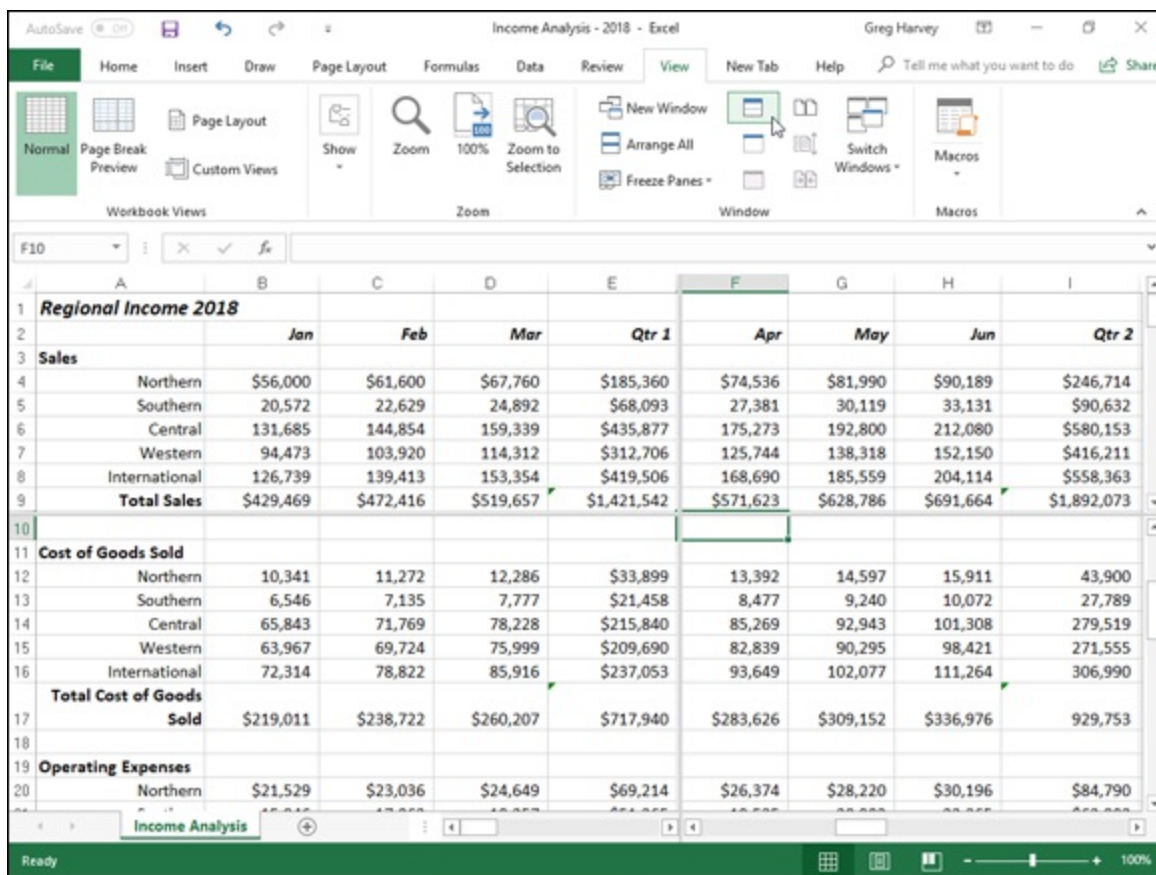 AutoSave Off Income Analysis - 2018 - Excel Greg Harvey
File Home Insert Draw Page Layout Formulas Data Review View New Tab Help Tell me what you want to do Share
Normal Page Break Preview Page Layout Custom Views Show Zoom 100 100% Zoom to Selection New Window Arrange All Freeze Panes Switch Windows Macros
Workbook Views Zoom Window Macros
F10 fx
A B C D E F G H I
1 Regional Income 2018
2 Jan Feb Mar Qtr 1 Apr May Jun Qtr 2
3 Sales
4 Northern $56,000 $61,600 $67,760 $185,360 $74,536 $81,990 $90,189 $246,714
5 Southern 20,572 22,629 24,892 $68,093 27,381 30,119 33,131 $90,632
6 Central 131,685 144,854 159,339 $435,877 175,273 192,800 212,080 $580,153
7 Western 94,473 103,920 114,312 $312,706 125,744 138,318 152,150 $416,211
8 International 126,739 139,413 153,354 $419,506 168,690 185,559 204,114 $558,363
9 Total Sales $429,469 $472,416 $519,657 $1,421,542 $571,623 $628,786 $691,664 $1,892,073
10
11 Cost of Goods Sold
12 Northern 10,341 11,272 12,286 $33,899 13,392 14,597 15,911 43,900
13 Southern 6,546 7,135 7,777 $21,458 8,477 9,240 10,072 27,789
14 Central 65,843 71,769 78,228 $215,840 85,269 92,943 101,308 279,519
15 Western 63,967 69,724 75,999 $209,690 82,839 90,295 98,421 271,555
16 International 72,314 78,822 85,916 $237,053 93,649 102,077 111,264 306,990
Total Cost of Goods
17 Sold $219,011 $238,722 $260,207 $717,940 $283,626 $309,152 $336,976 929,753
18
19 Operating Expenses
20 Northern $21,529 $23,036 $24,649 $69,214 $26,374 $28,220 $30,196 $84,790
Income Analysis
Ready 100%